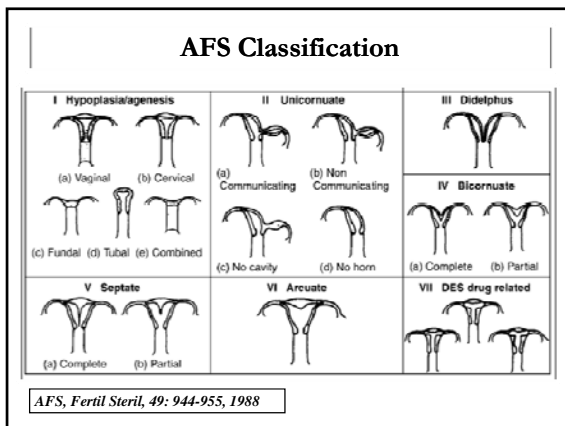 AFS Classification
I Hypoplasia/agenesis
(a) Vaginal (b) Cervical
(c) Fundal (d) Tubal (e) Combined
II Unicornuate
(a) Communicating
(b) Non Communicating
(c) No cavity (d) No horn
III Didelphus
IV Bicornuate
(a) Complete (b) Partial
V Septate
(a) Complete (b) Partial
VI Arcuate
VII DES drug related
AFS, Fertil Steril, 49: 944-955, 1988